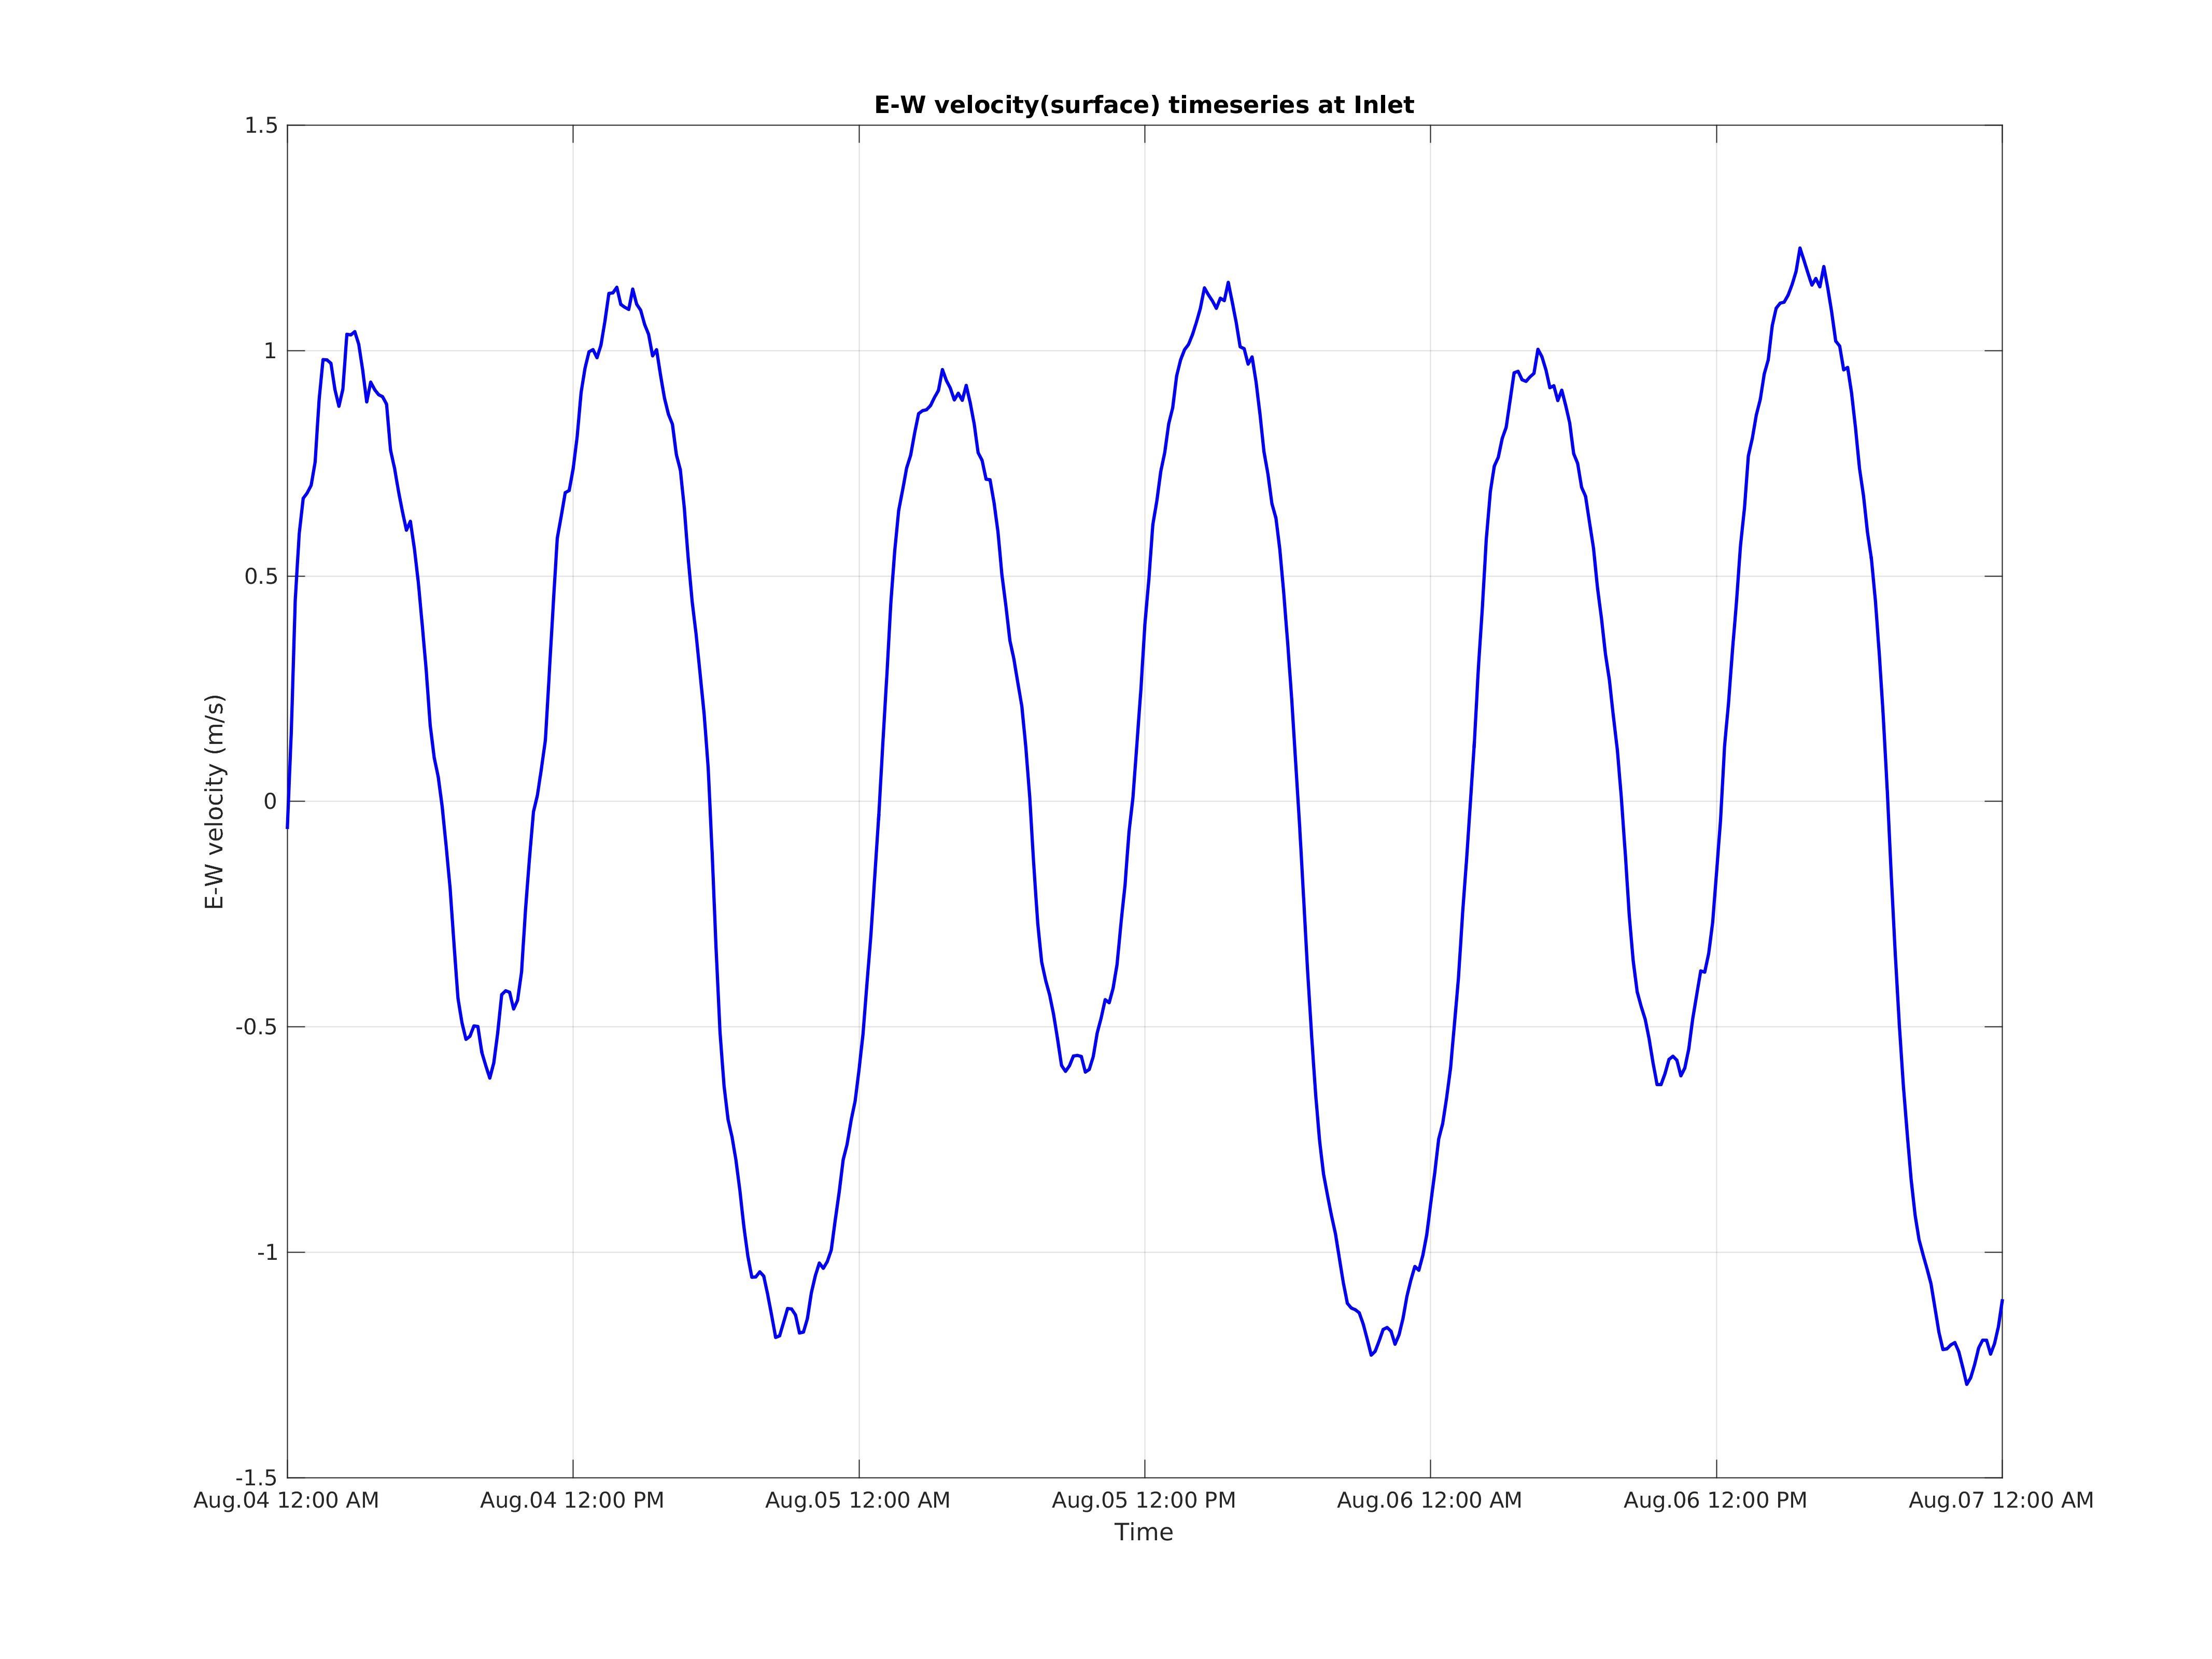 E-W velocity(surface) timeseries at Inlet
1.5
1
0.5
0
-0.5
-1
-1.5
E-W velocity (m/s)
Aug.04 12:00 AM Aug.04 12:00 PM Aug.05 12:00 AM Aug.05 12:00 PM Aug.06 12:00 AM Aug.06 12:00 PM Aug.07 12:00 AM
Time